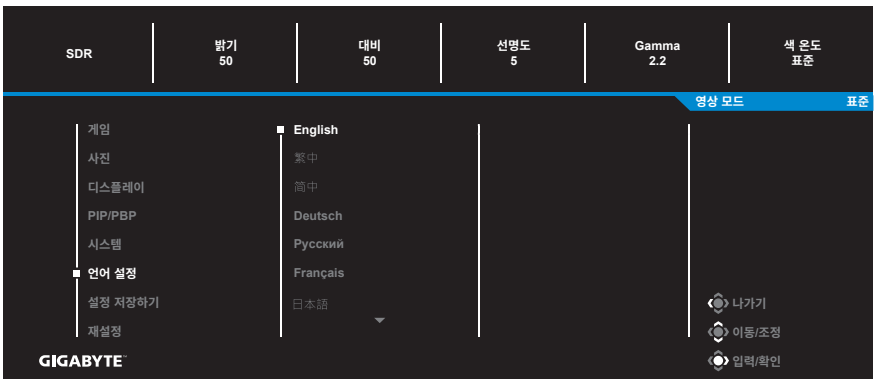 SDR
밝기
50
대비
50
선명도
5
Gamma
2.2
색 온도
표준
영상 모드 표준
게임
사진
디스플레이
PIP/PBP
시스템
언어 설정
설정 저장하기
재설정
English
繁中
简中
Deutsch
Русский
Français
日本語
나가기
이동/조정
입력/확인
GIGABYTE™